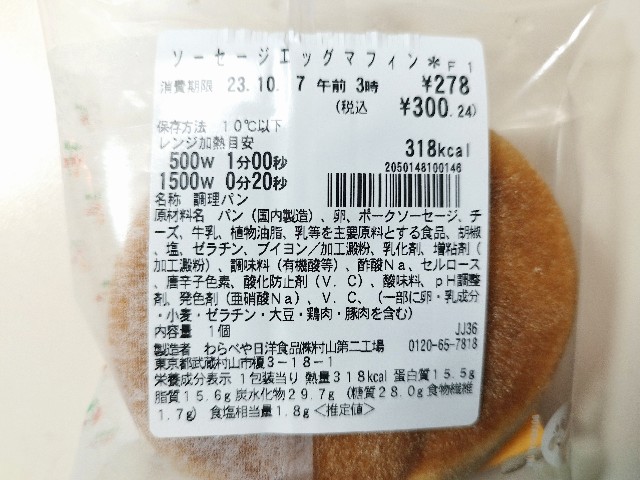 ソーセージエッグマフィン*F1
消費期限 23.10. 7 午前 3時 ¥278
(税込 ¥300.24)
保存方法 10℃以下
レンジ加熱目安 318kcal
500W 1分00秒 2050148100146
1500W 0分20秒
名称 調理パン
原材料名 パン(国内製造)、卵、ポークソーセージ、チ
ーズ、牛乳、植物油脂、乳等を主要原料とする食品、胡椒
、塩、ゼラチン、ブイヨン/加工澱粉、乳化剤、増粘剤(
加工澱粉)、調味料(有機酸等)、酢酸Na、セルロース
、唐辛子色素、酸化防止剤(V.C)、酸味料、pH調整
剤、発色剤(亜硝酸Na)、V.C、(一部に卵・乳成分
・小麦・ゼラチン・大豆・鶏肉・豚肉を含む)
内容量 1個 JJ36
製造者 わらべや日洋食品(株)村山第二工場 0120-65-7818
東京都武蔵村山市榎3-18-1
栄養成分表示 1包装当り 熱量318kcal 蛋白質15.5g
脂質15.6g 炭水化物29.7g (糖質28.0g 食物繊維
1.7g) 食塩相当量1.8g<推定値>